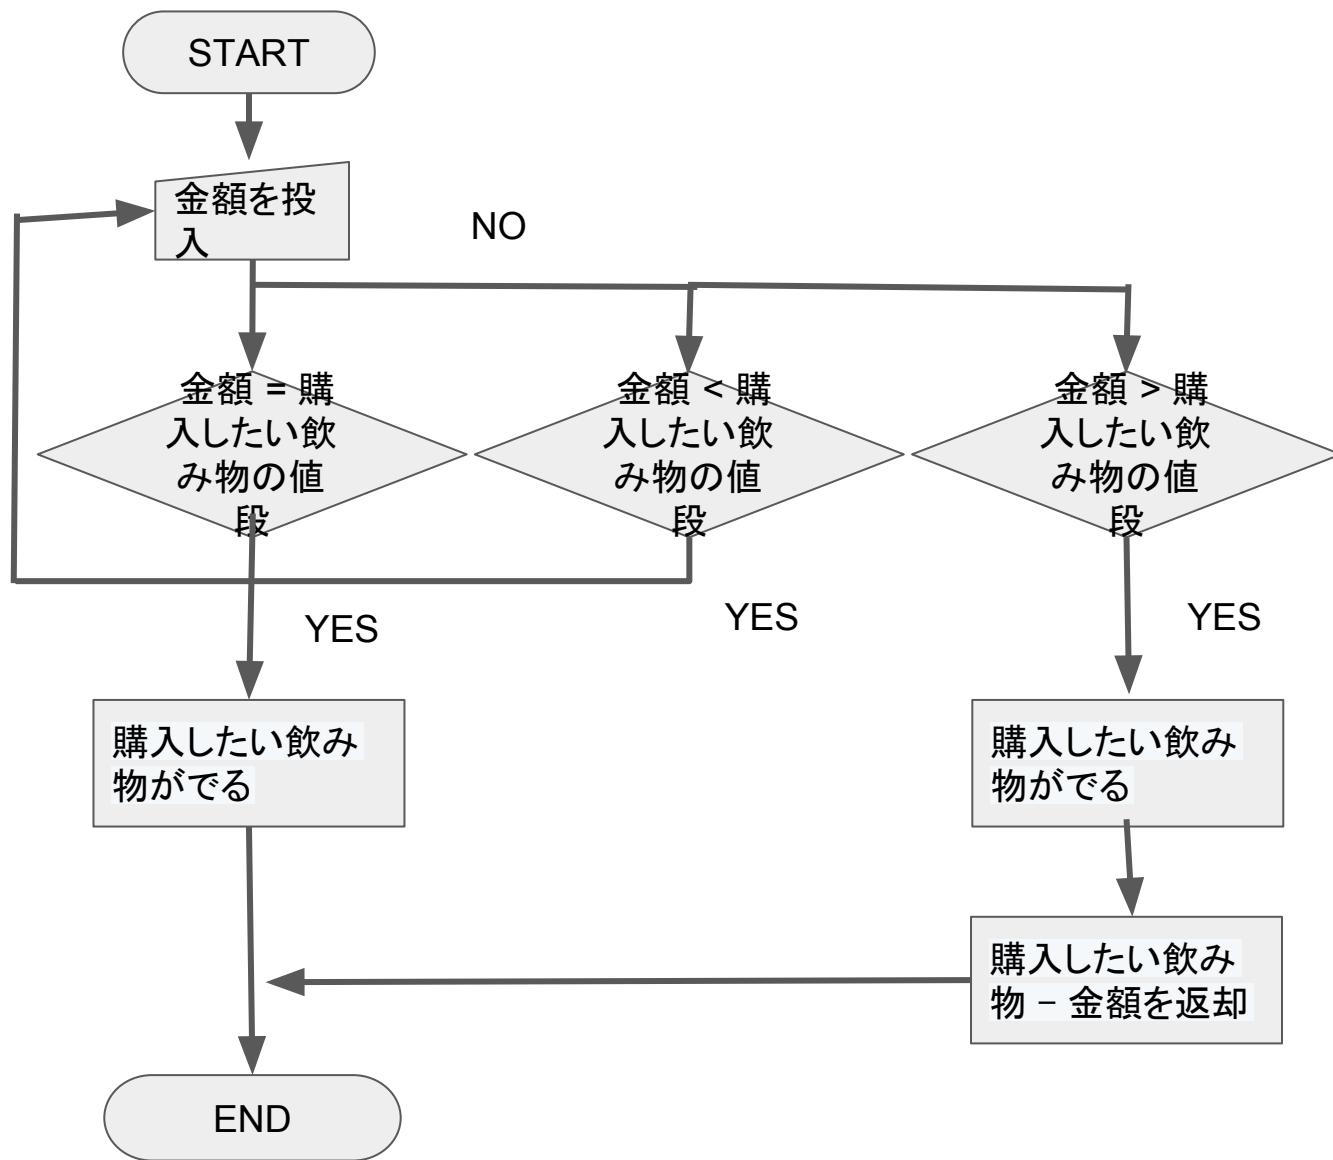 START
金額を投
入
NO
金額 = 購
入したい飲
み物の値
段
金額 < 購
入したい飲
み物の値
段
金額 > 購
入したい飲
み物の値
段
YES
YES
YES
購入したい飲み
物がでる
購入したい飲み
物がでる
購入したい飲み
物 − 金額を返却
END